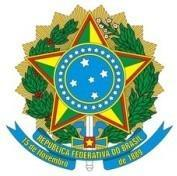 REPÚBLICA FEDERATIVA DO BRASIL
15 de Novembro
de 1889